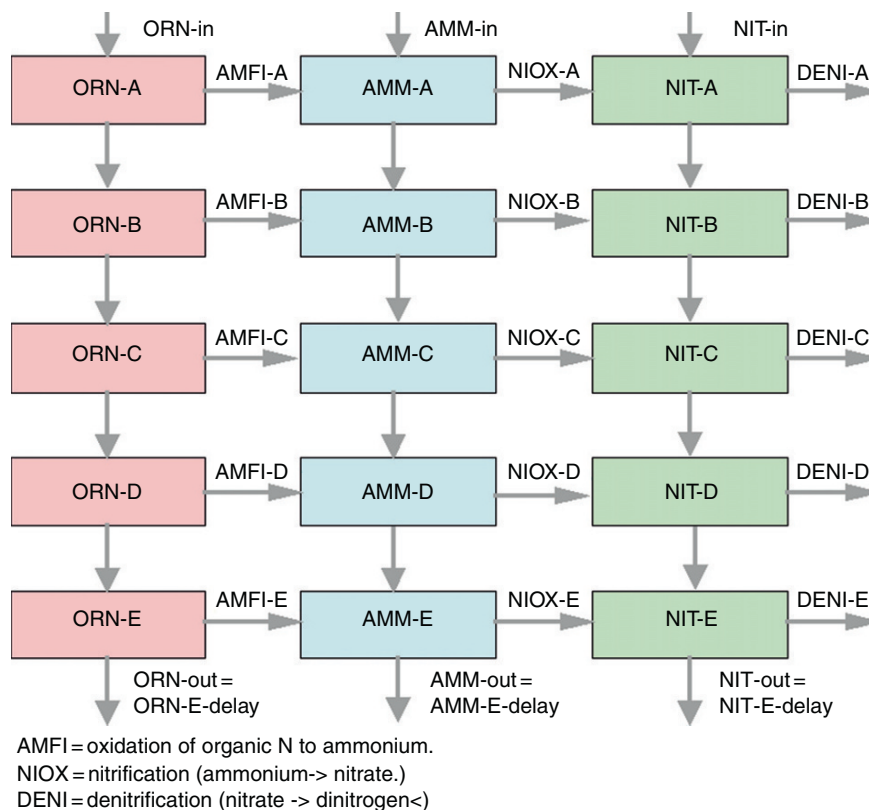 ORN-in AMM-in NIT-in
ORN-A AMFI-A AMM-A NIOX-A NIT-A DENI-A
ORN-B AMFI-B AMM-B NIOX-B NIT-B DENI-B
ORN-C AMFI-C AMM-C NIOX-C NIT-C DENI-C
ORN-D AMFI-D AMM-D NIOX-D NIT-D DENI-D
ORN-E AMFI-E AMM-E NIOX-E NIT-E DENI-E
ORN-out = AMM-out = NIT-out =
ORN-E-delay AMM-E-delay NIT-E-delay
AMFI = oxidation of organic N to ammonium.
NIOX = nitrification (ammonium-> nitrate.)
DENI = denitrification (nitrate -> dinitrogen<)